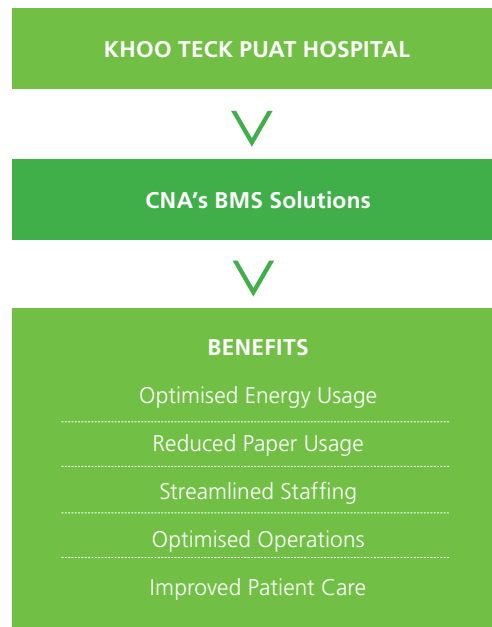 KHOO TECK PUAT HOSPITAL
CNA’s BMS Solutions
BENEFITS
Optimised Energy Usage
Reduced Paper Usage
Streamlined Staffing
Optimised Operations
Improved Patient Care